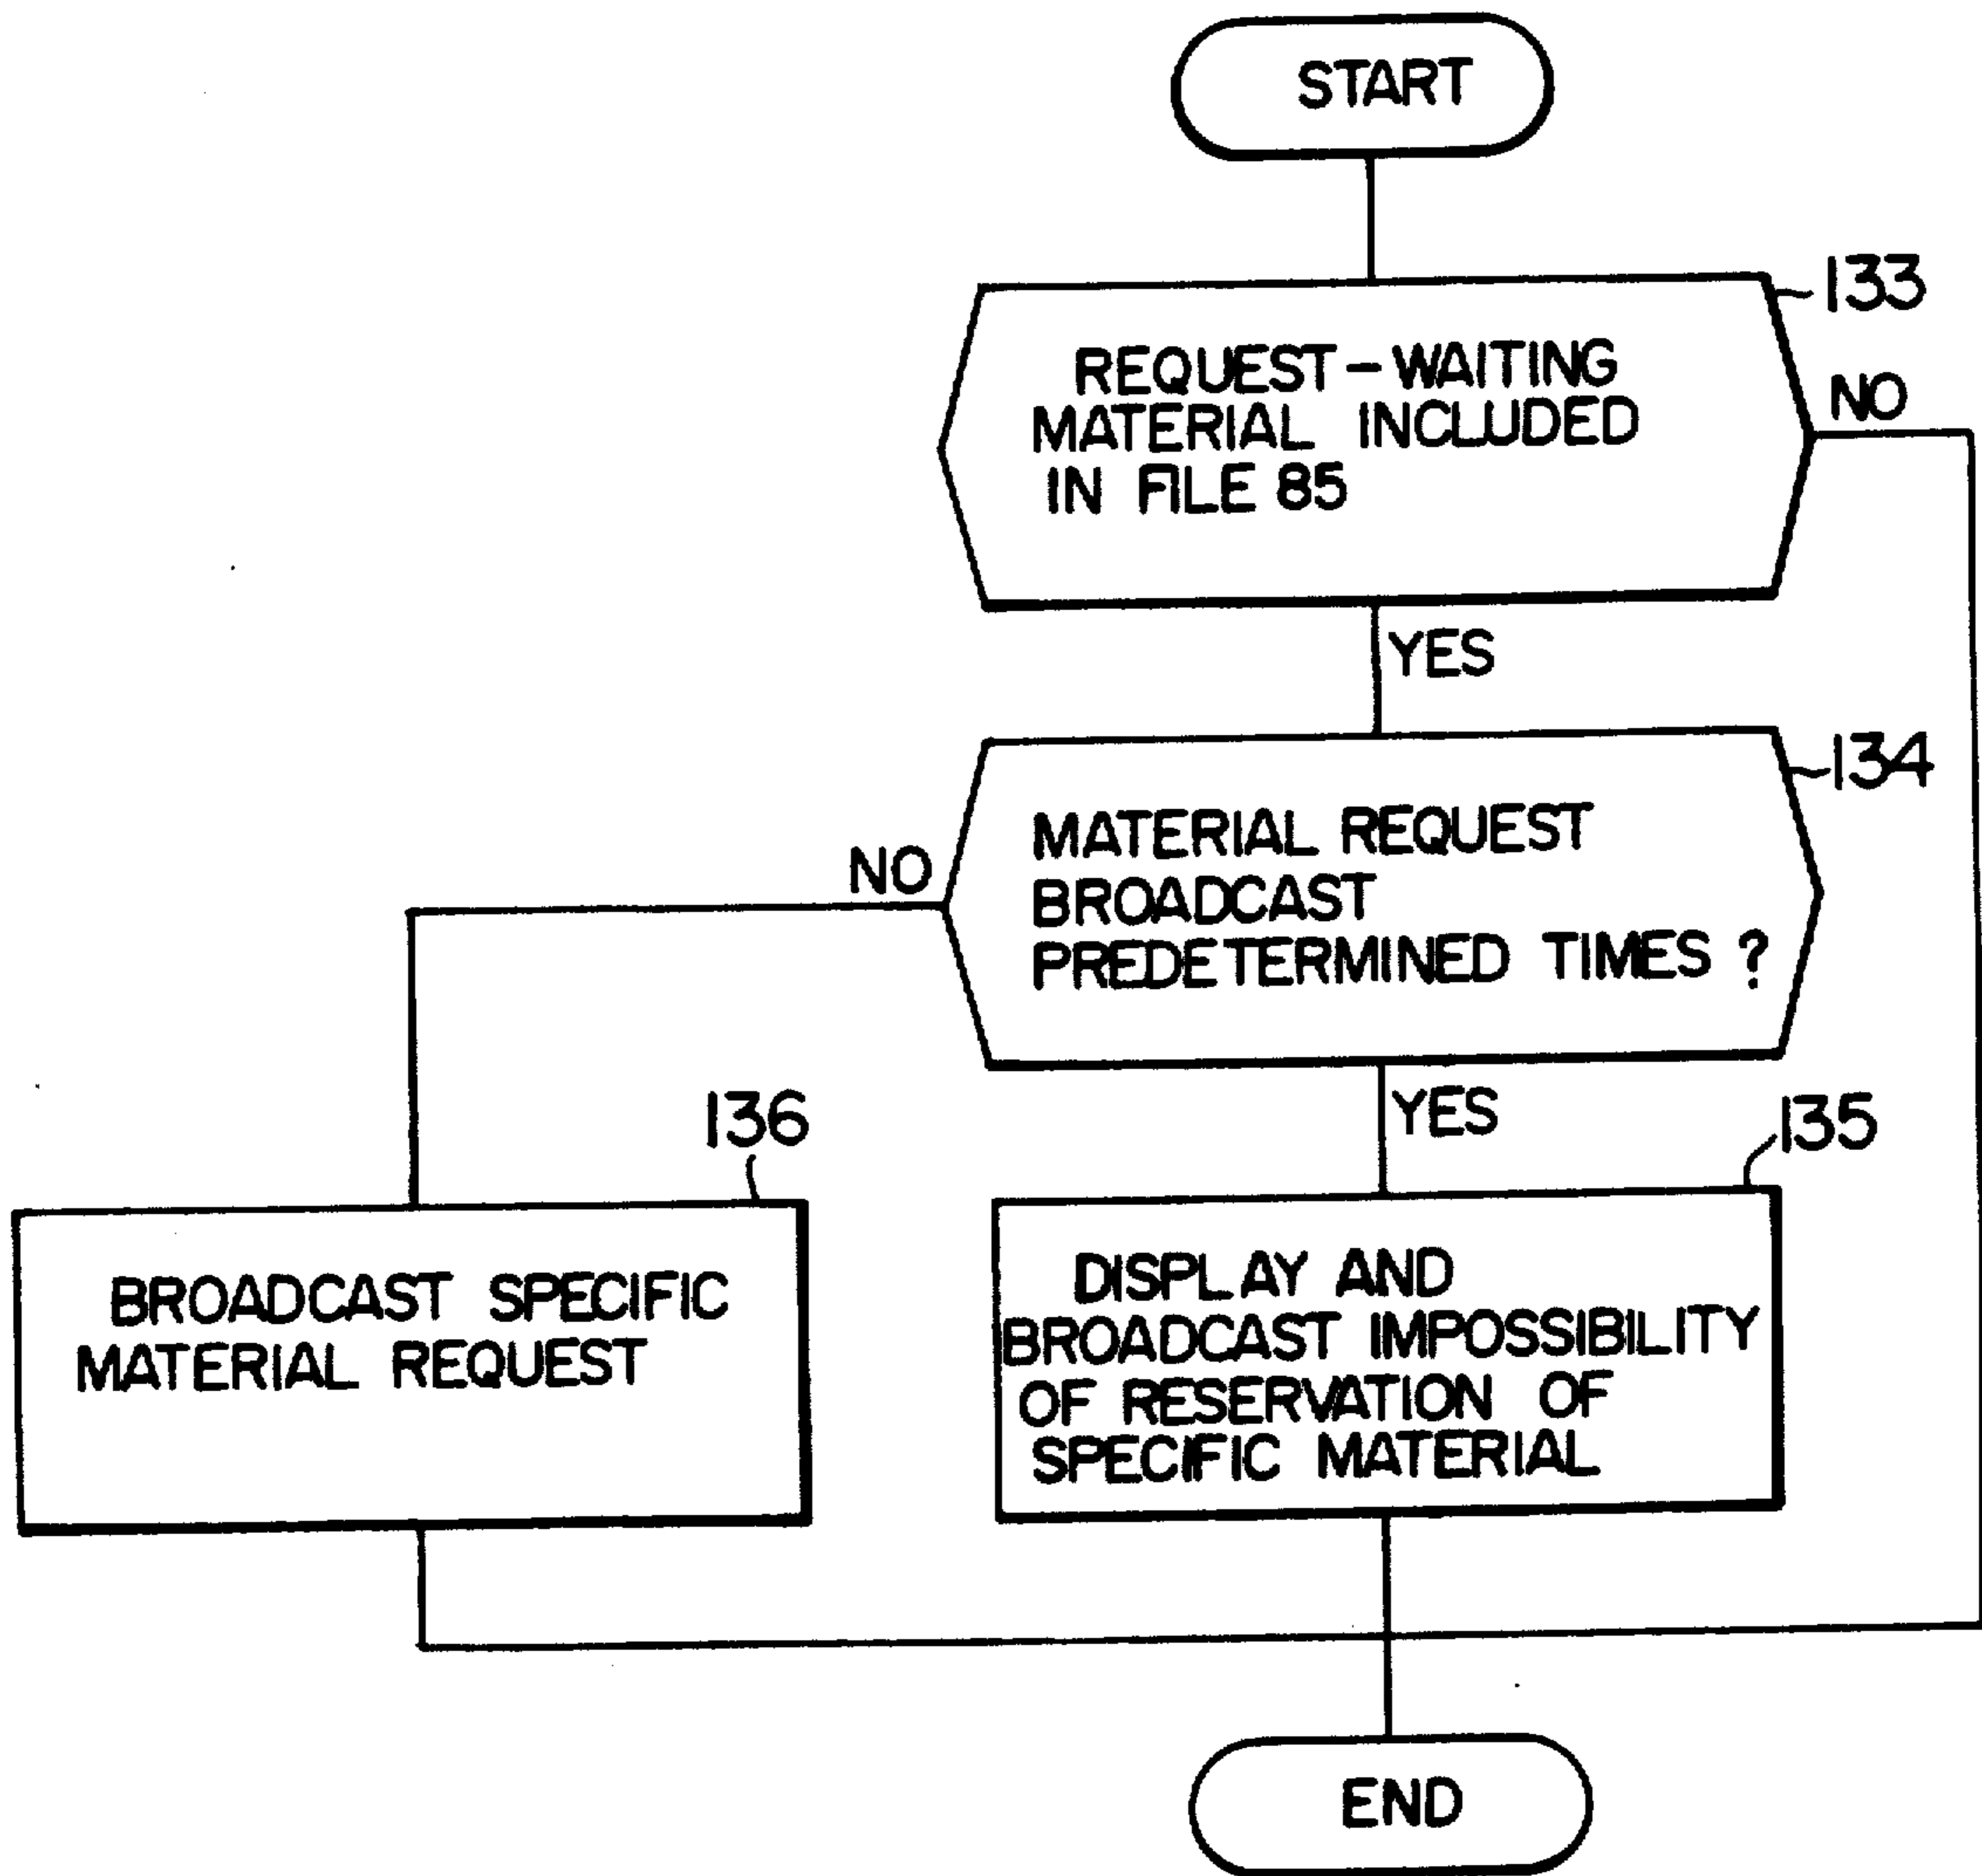 START
133
REQUEST-WAITING
MATERIAL INCLUDED
IN FILE 85
NO
YES
134
MATERIAL REQUEST
BROADCAST
PREDETERMINED TIMES ?
NO
YES
136
135
BROADCAST SPECIFIC
MATERIAL REQUEST
DISPLAY AND
BROADCAST IMPOSSIBILITY
OF RESERVATION OF
SPECIFIC MATERIAL
END